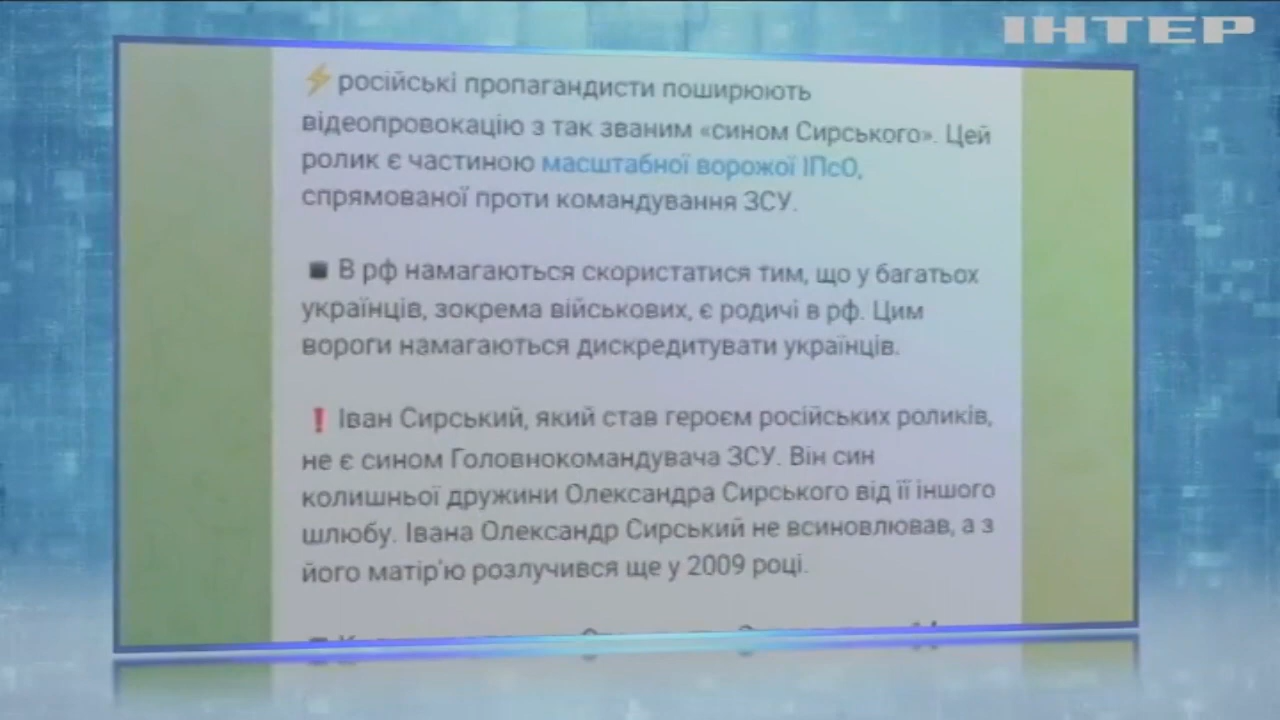 ІНТЕР
⚡ російські пропагандисти поширюють
відеопровокацію з так званим «сином Сирського». Цей
ролик є частиною масштабної ворожої ІПсО,
спрямованої проти командування ЗСУ.
◾ В рф намагаються скористатися тим, що у багатьох
українців, зокрема військових, є родичі в рф. Цим
вороги намагаються дискредитувати українців.
❗ Іван Сирський, який став героєм російських роликів,
не є сином Головнокомандувача ЗСУ. Він син
колишньої дружини Олександра Сирського від її іншого
шлюбу. Івана Олександр Сирський не всиновлював, а з
його матір'ю розлучився ще у 2009 році.